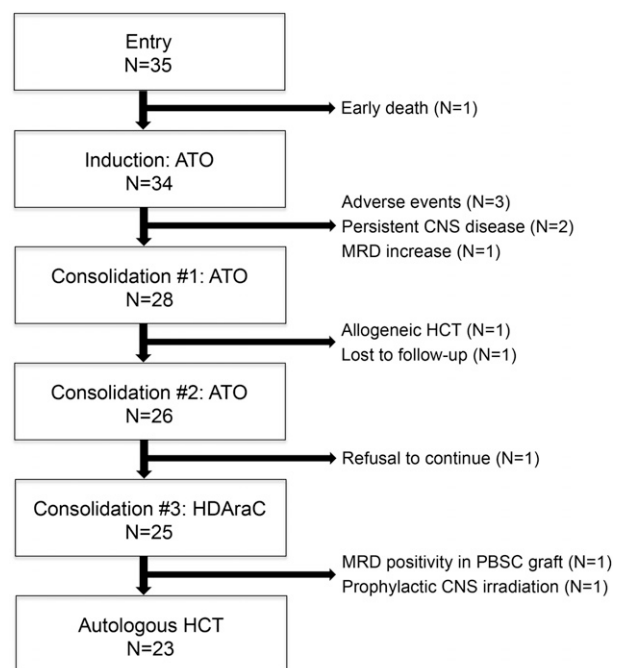 Entry
N=35
Early death (N=1)
Induction: ATO
N=34
Adverse events (N=3)
Persistent CNS disease (N=2)
MRD increase (N=1)
Consolidation #1: ATO
N=28
Allogeneic HCT (N=1)
Lost to follow-up (N=1)
Consolidation #2: ATO
N=26
Refusal to continue (N=1)
Consolidation #3: HDAraC
N=25
MRD positivity in PBSC graft (N=1)
Prophylactic CNS irradiation (N=1)
Autologous HCT
N=23